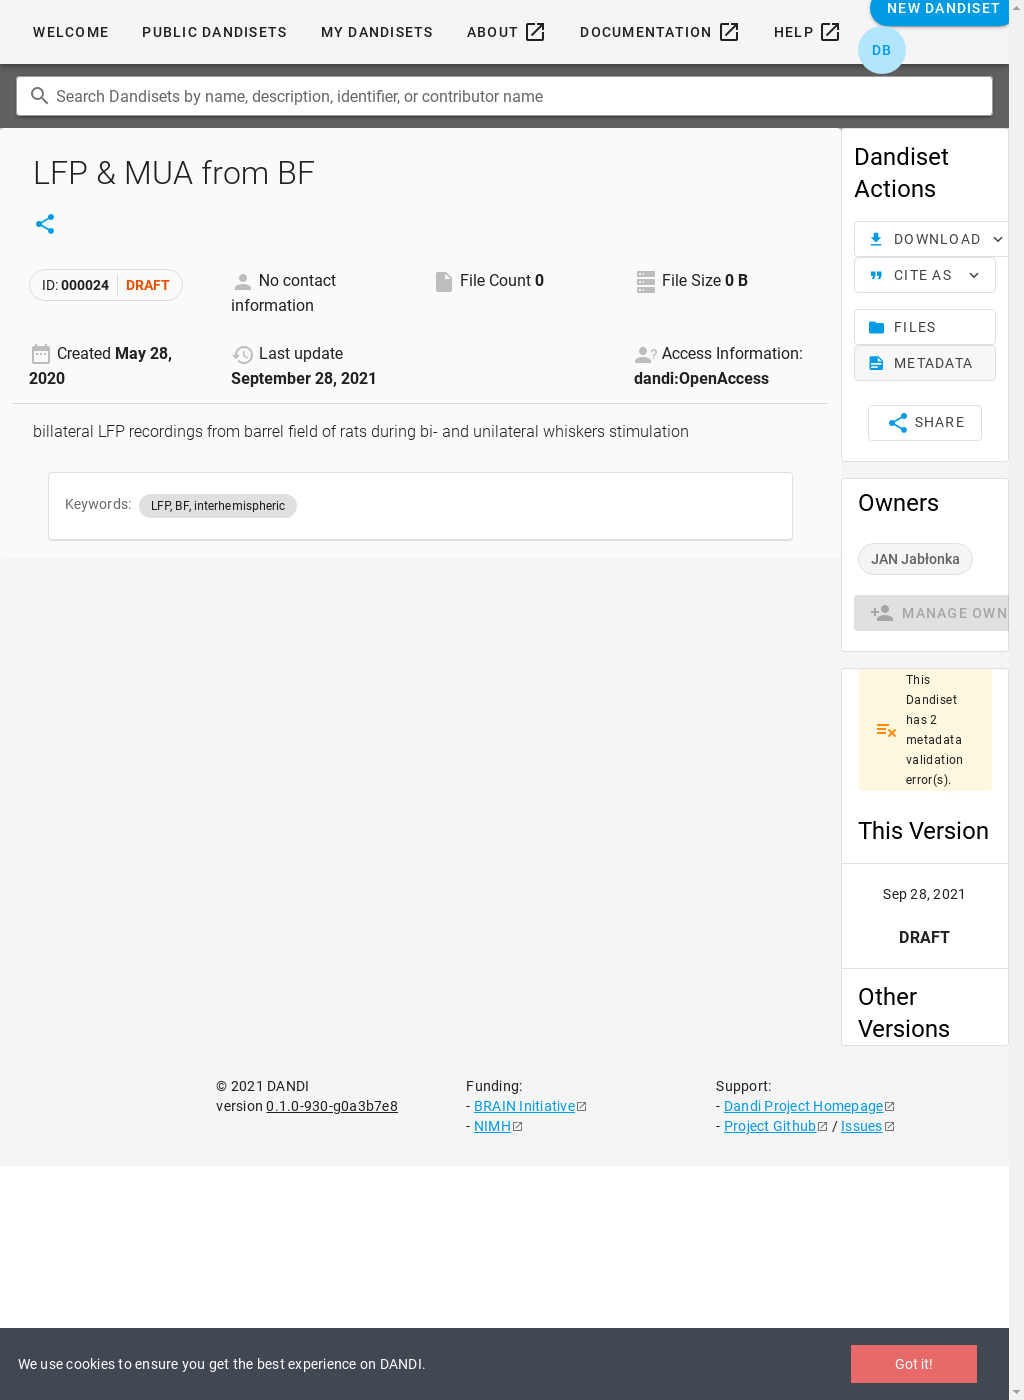 WELCOME
PUBLIC DANDISETS
MY DANDISETS
ABOUT
DOCUMENTATION
HELP
NEW DANDISET
DB
Search Dandisets by name, description, identifier, or contributor name
LFP & MUA from BF
ID: 000024 DRAFT
No contact
information
File Count 0
File Size 0 B
Created May 28,
2020
Last update
September 28, 2021
Access Information:
dandi:OpenAccess
billateral LFP recordings from barrel field of rats during bi- and unilateral whiskers stimulation
Keywords: LFP, BF, interhemispheric
Dandiset
Actions
DOWNLOAD
CITE AS
FILES
METADATA
SHARE
Owners
JAN Jabłonka
MANAGE OWN
This
Dandiset
has 2
metadata
validation
error(s).
This Version
Sep 28, 2021
DRAFT
Other
Versions
© 2021 DANDI
version 0.1.0-930-g0a3b7e8
Funding:
- BRAIN Initiative
- NIMH
Support:
- Dandi Project Homepage
- Project Github / Issues
We use cookies to ensure you get the best experience on DANDI.
Got it!